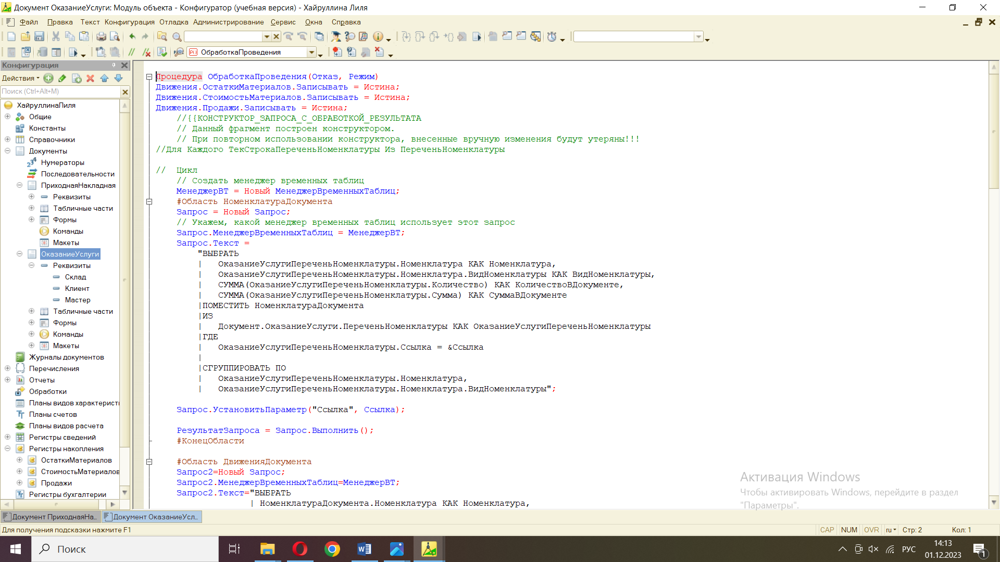 Документ ОказаниеУслуги: Модуль объекта - Конфигуратор (учебная версия) - Хайруллина Лиля
Файл Правка Текст Конфигурация Отладка Администрирование Сервис Окна Справка
ОбработкаПроведения
Конфигурация
Действия
Поиск (Ctrl+Alt+M)
ХайруллинаЛиля
Общие
Константы
Справочники
Документы
Нумераторы
Последовательности
ПриходнаяНакладная
Реквизиты
Табличные части
Формы
Команды
Макеты
ОказаниеУслуги
Реквизиты
Склад
Клиент
Мастер
Табличные части
Формы
Команды
Макеты
Журналы документов
Перечисления
Отчеты
Обработки
Планы видов характеристи
Планы счетов
Планы видов расчета
Регистры сведений
Регистры накопления
ОстаткиМатериалов
СтоимостьМатериалов
Продажи
Регистры бухгалтерии
Процедура ОбработкаПроведения(Отказ, Режим)
Движения.ОстаткиМатериалов.Записывать = Истина;
Движения.СтоимостьМатериалов.Записывать = Истина;
Движения.Продажи.Записывать = Истина;
//{{КОНСТРУКТОР_ЗАПРОСА_С_ОБРАБОТКОЙ_РЕЗУЛЬТАТА
// Данный фрагмент построен конструктором.
// При повторном использовании конструктора, внесенные вручную изменения будут утеряны!!!
//Для Каждого ТекСтрокаПереченьНоменклатуры Из ПереченьНоменклатуры
// Цикл
// Создать менеджер временных таблиц
МенеджерВТ = Новый МенеджерВременныхТаблиц;
#Область НоменклатураДокумента
Запрос = Новый Запрос;
// Укажем, какой менеджер временных таблиц использует этот запрос
Запрос.МенеджерВременныхТаблиц = МенеджерВТ;
Запрос.Текст =
"ВЫБРАТЬ
| ОказаниеУслугиПереченьНоменклатуры.Номенклатура КАК Номенклатура,
| ОказаниеУслугиПереченьНоменклатуры.Номенклатура.ВидНоменклатуры КАК ВидНоменклатуры,
| СУММА(ОказаниеУслугиПереченьНоменклатуры.Количество) КАК КоличествоВДокументе,
| СУММА(ОказаниеУслугиПереченьНоменклатуры.Сумма) КАК СуммаВДокументе
|ПОМЕСТИТЬ НоменклатураДокумента
|ИЗ
| Документ.ОказаниеУслуги.ПереченьНоменклатуры КАК ОказаниеУслугиПереченьНоменклатуры
|ГДЕ
| ОказаниеУслугиПереченьНоменклатуры.Ссылка = &Ссылка
|
|СГРУППИРОВАТЬ ПО
| ОказаниеУслугиПереченьНоменклатуры.Номенклатура,
| ОказаниеУслугиПереченьНоменклатуры.Номенклатура.ВидНоменклатуры";
Запрос.УстановитьПараметр("Ссылка", Ссылка);
РезультатЗапроса = Запрос.Выполнить();
#КонецОбласти
#Область ДвиженияДокумента
Запрос2=Новый Запрос;
Запрос2.МенеджерВременныхТаблиц=МенеджерВТ;
Запрос2.Текст="ВЫБРАТЬ
| НоменклатураДокумента.Номенклатура КАК Номенклатура,
Активация Windows
Чтобы активировать Windows, перейдите в раздел
"Параметры".
Документ ПриходнаяНа... Документ ОказаниеУсл...
Для получения подсказки нажмите F1
CAP NUM OVR ru Стр: 2 Кол: 1
Поиск
РУС
14:13
01.12.2023
1